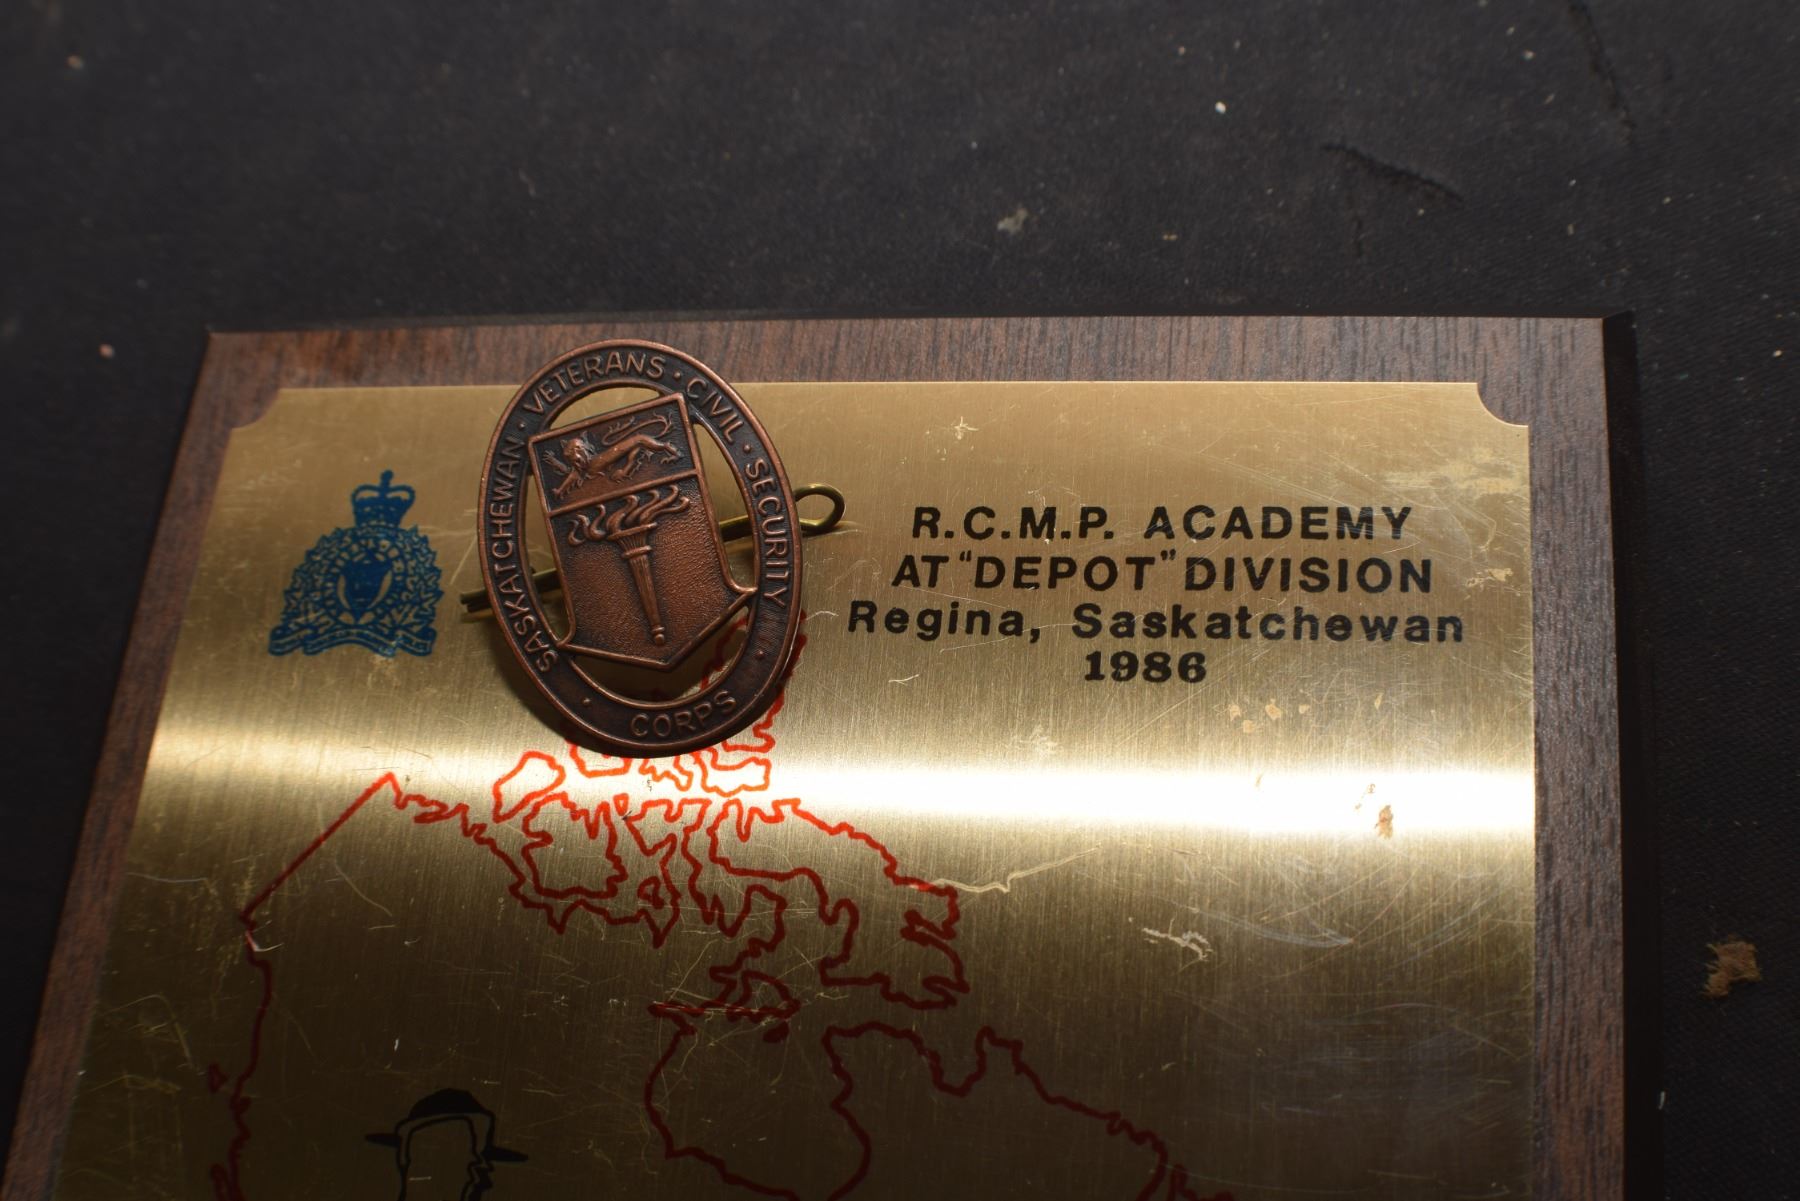 SASKATCHEWAN · VETERANS · CIVIL · SECURITY ·
· CORPS ·
R.C.M.P. ACADEMY
AT "DEPOT" DIVISION
Regina, Saskatchewan
1986